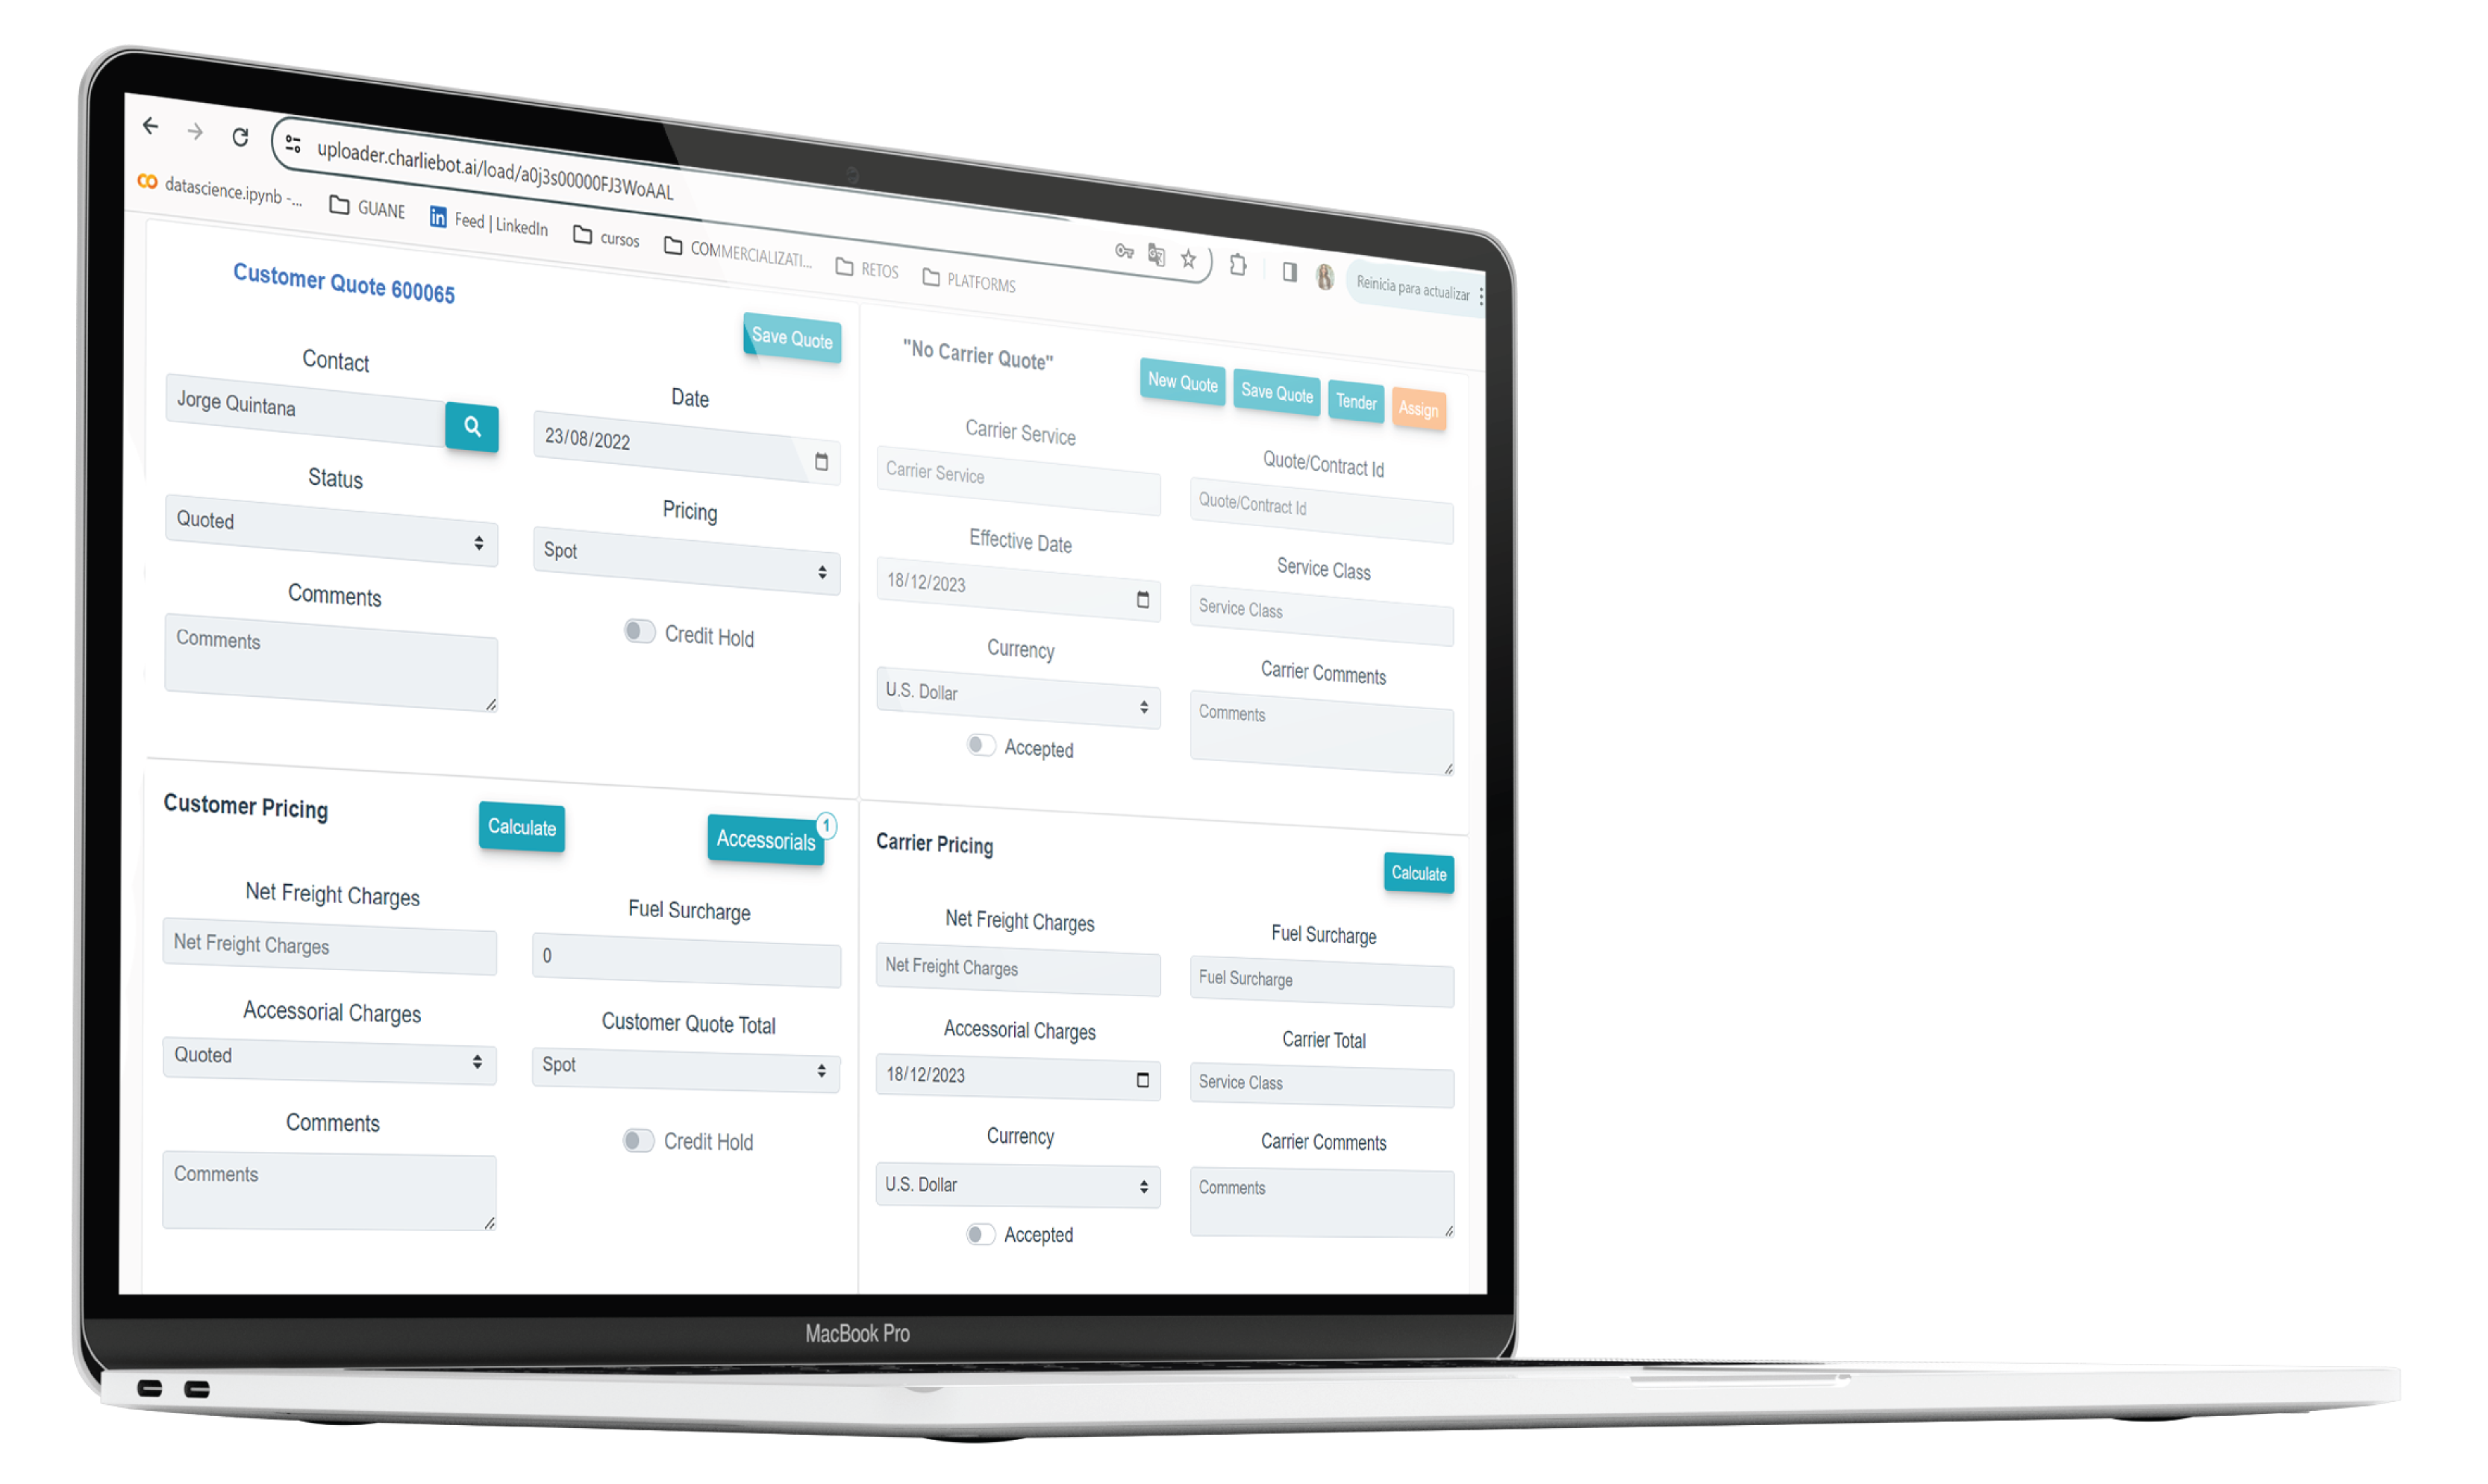 uploader.charliebot.ai/load/a0j3s00000FJ3WoAAL
Reinicia para actualizar
datascience.ipynb -...
GUANE
Feed | LinkedIn
cursos
COMMERCIALIZATI...
RETOS
PLATFORMS
Customer Quote 600065
Save Quote
Contact
Jorge Quintana
Date
23/08/2022
Status
Quoted
Pricing
Spot
Comments
Comments
Credit Hold
"No Carrier Quote"
New Quote
Save Quote
Tender
Assign
Carrier Service
Carrier Service
Quote/Contract Id
Quote/Contract Id
Effective Date
18/12/2023
Service Class
Service Class
Currency
U.S. Dollar
Carrier Comments
Comments
Accepted
Customer Pricing
Calculate
Accessorials
1
Net Freight Charges
Net Freight Charges
Fuel Surcharge
0
Accessorial Charges
Quoted
Customer Quote Total
Spot
Comments
Comments
Credit Hold
Carrier Pricing
Calculate
Net Freight Charges
Net Freight Charges
Fuel Surcharge
Fuel Surcharge
Accessorial Charges
18/12/2023
Carrier Total
Service Class
Currency
U.S. Dollar
Carrier Comments
Comments
Accepted
MacBook Pro